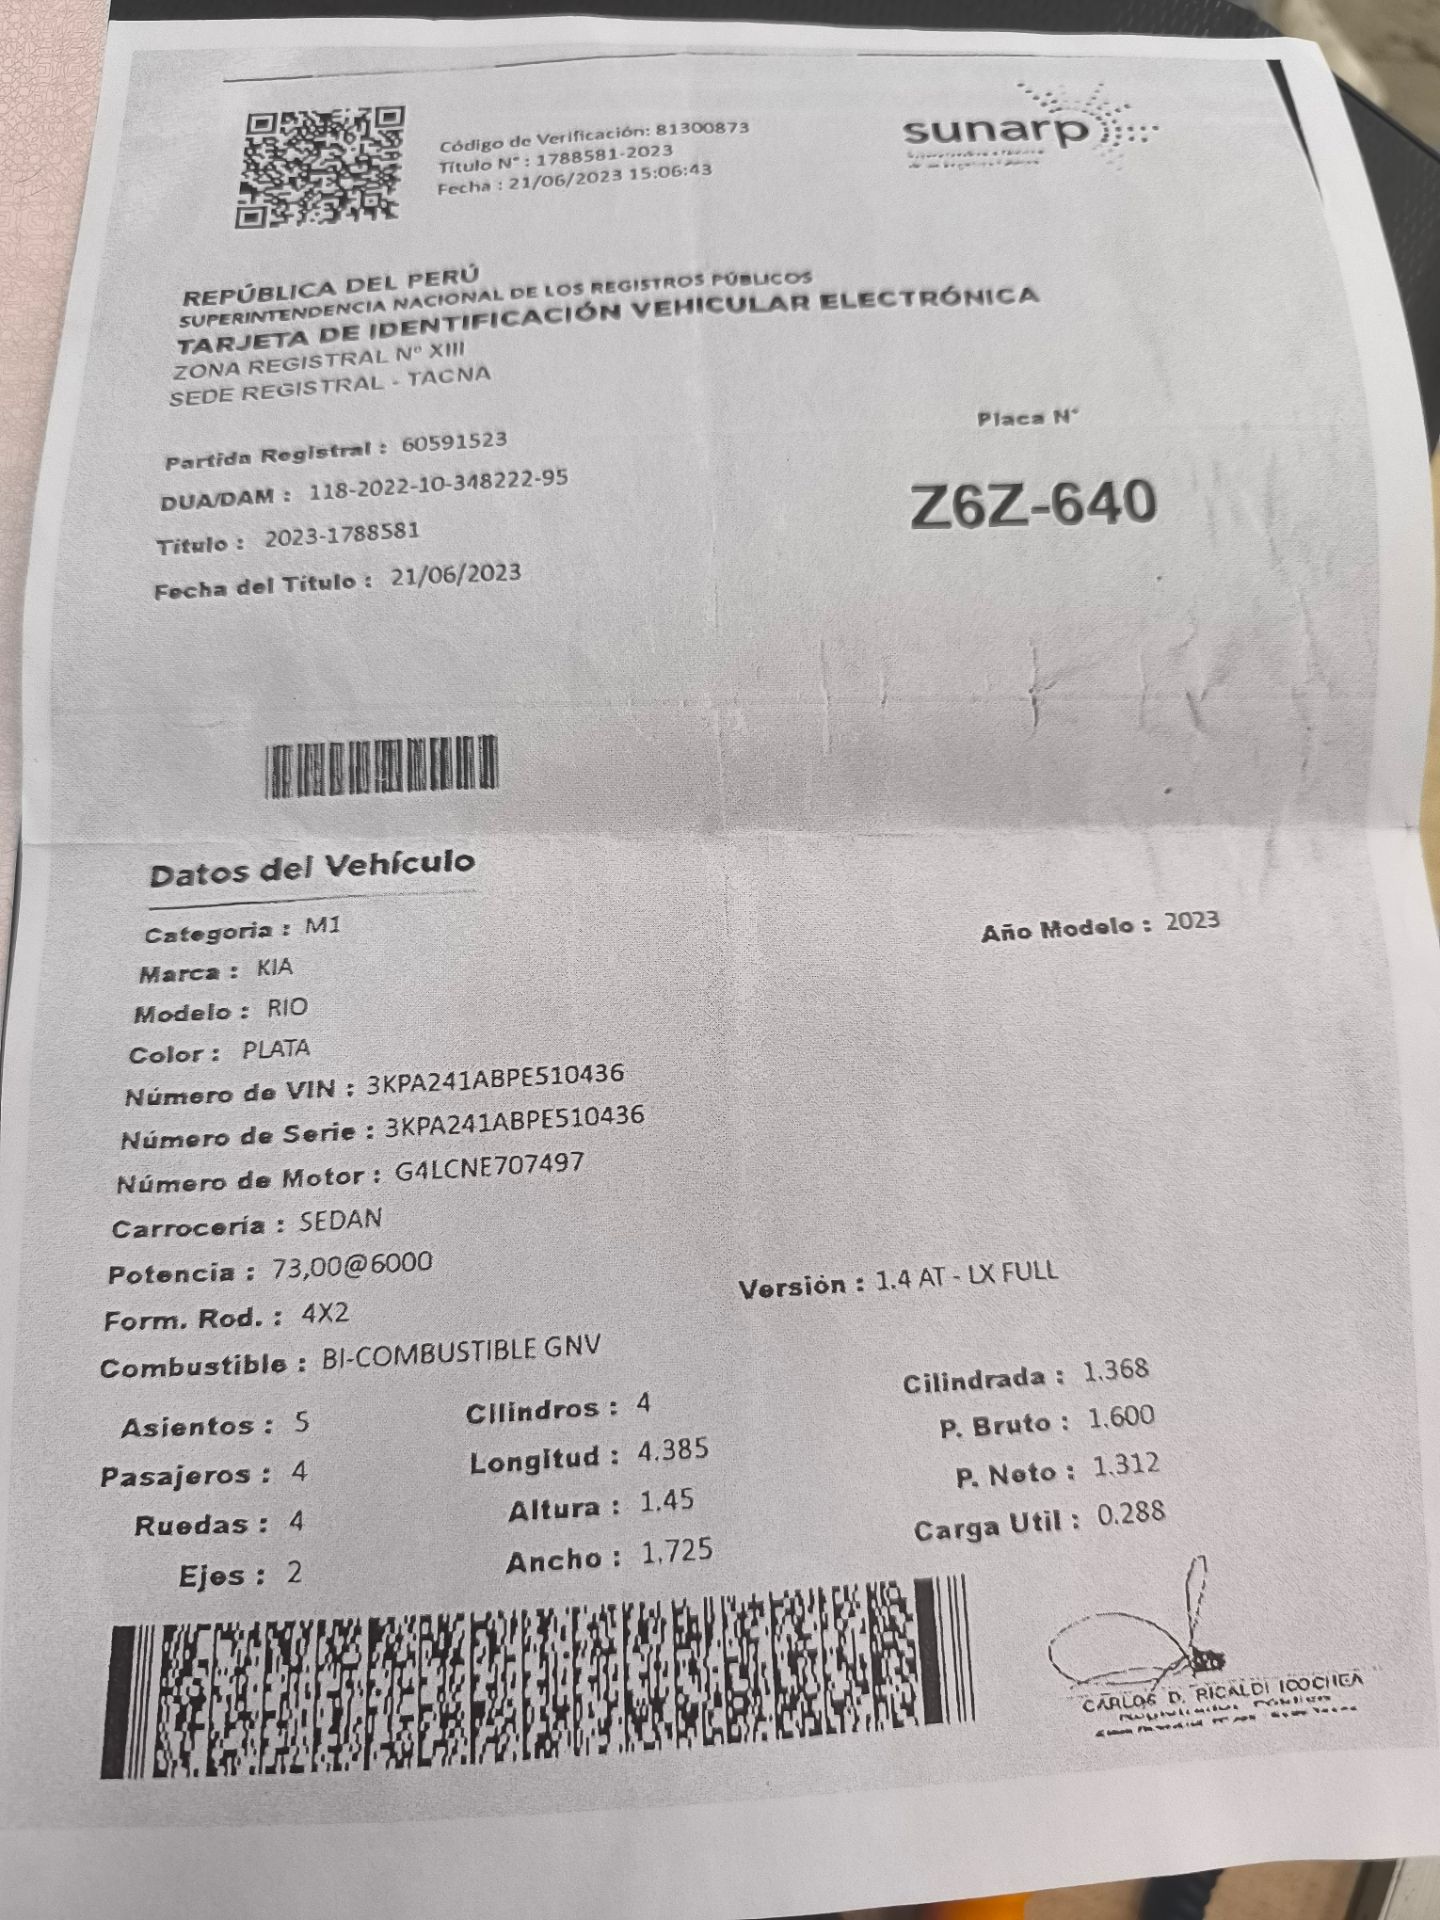 Código de Verificación: 81300873
Título N° : 1788581-2023
Fecha : 21/06/2023 15:06:43
sunarp
REPÚBLICA DEL PERÚ
SUPERINTENDENCIA NACIONAL DE LOS REGISTROS PÚBLICOS
TARJETA DE IDENTIFICACIÓN VEHICULAR ELECTRÓNICA
ZONA REGISTRAL Nº XIII
SEDE REGISTRAL - TACNA
Placa N°
Partida Registral : 60591523
DUA/DAM : 118-2022-10-348222-95
Z6Z-640
Título : 2023-1788581
Fecha del Título : 21/06/2023
Datos del Vehículo
Categoria : M1
Año Modelo : 2023
Marca : KIA
Modelo : RIO
Color : PLATA
Número de VIN : 3KPA241ABPE510436
Número de Serie : 3KPA241ABPE510436
Número de Motor : G4LCNE707497
Carrocería : SEDAN
Potencia : 73,00@6000
Versión : 1.4 AT - LX FULL
Form. Rod. : 4X2
Combustible : BI-COMBUSTIBLE GNV
Asientos : 5 Cilindros : 4 Cilindrada : 1.368
Pasajeros : 4 Longitud : 4.385 P. Bruto : 1.600
Ruedas : 4 Altura : 1.45 P. Neto : 1.312
Ejes : 2 Ancho : 1.725 Carga Util : 0.288
CARLOS D. RICALDI ICOCHEA